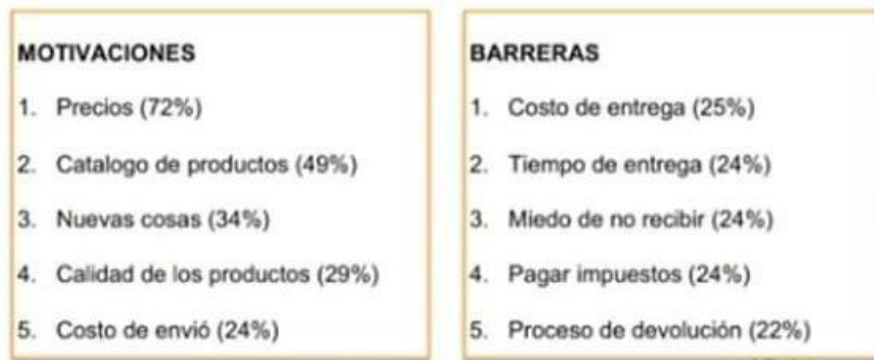 MOTIVACIONES
1. Precios (72%)
2. Catalogo de productos (49%)
3. Nuevas cosas (34%)
4. Calidad de los productos (29%)
5. Costo de envió (24%)
BARRERAS
1. Costo de entrega (25%)
2. Tiempo de entrega (24%)
3. Miedo de no recibir (24%)
4. Pagar impuestos (24%)
5. Proceso de devolución (22%)